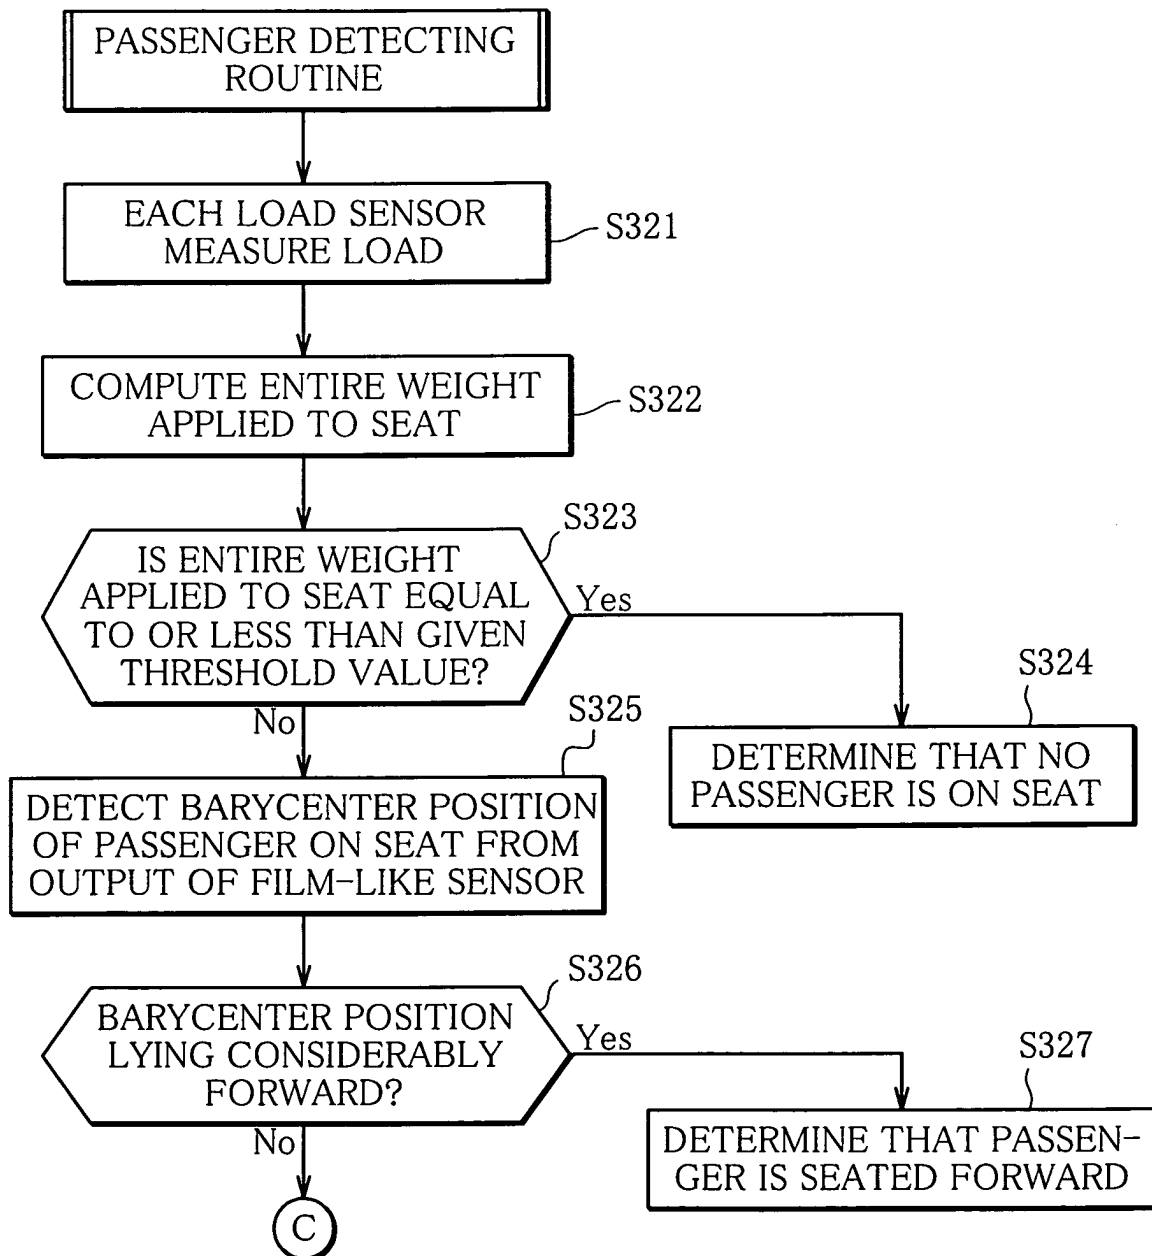 PASSENGER DETECTING
ROUTINE
EACH LOAD SENSOR
MEASURE LOAD
S321
COMPUTE ENTIRE WEIGHT
APPLIED TO SEAT
S322
S323
IS ENTIRE WEIGHT
APPLIED TO SEAT EQUAL
TO OR LESS THAN GIVEN
THRESHOLD VALUE?
Yes
No
S324
DETERMINE THAT NO
PASSENGER IS ON SEAT
S325
DETECT BARYCENTER POSITION
OF PASSENGER ON SEAT FROM
OUTPUT OF FILM-LIKE SENSOR
S326
BARYCENTER POSITION
LYING CONSIDERABLY
FORWARD?
Yes
No
S327
DETERMINE THAT PASSEN-
GER IS SEATED FORWARD
C